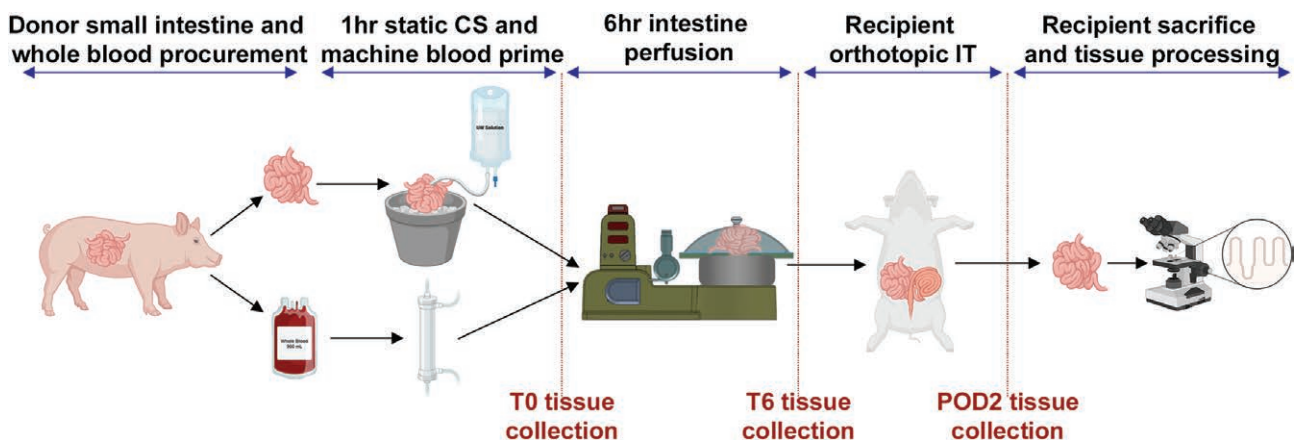 Donor small intestine and
whole blood procurement
1hr static CS and
machine blood prime
6hr intestine
perfusion
Recipient
orthotopic IT
Recipient sacrifice
and tissue processing
UW Solution
Whole Blood
T0 tissue
collection
T6 tissue
collection
POD2 tissue
collection